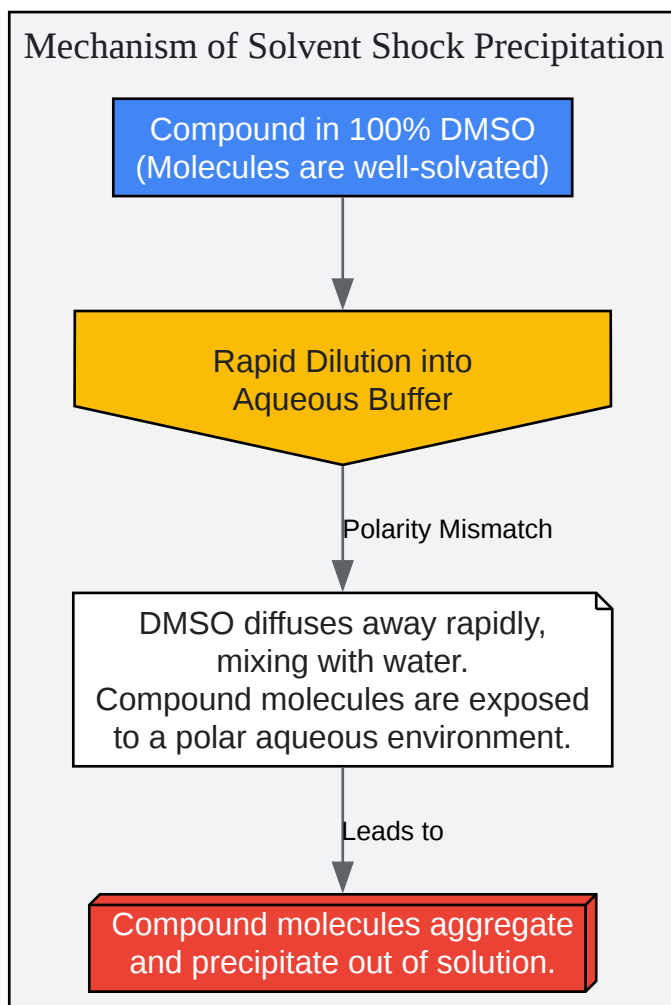 Mechanism of Solvent Shock Precipitation
Compound in 100% DMSO
(Molecules are well-solvated)
Rapid Dilution into
Aqueous Buffer
Polarity Mismatch
DMSO diffuses away rapidly,
mixing with water.
Compound molecules are exposed
to a polar aqueous environment.
Leads to
Compound molecules aggregate
and precipitate out of solution.